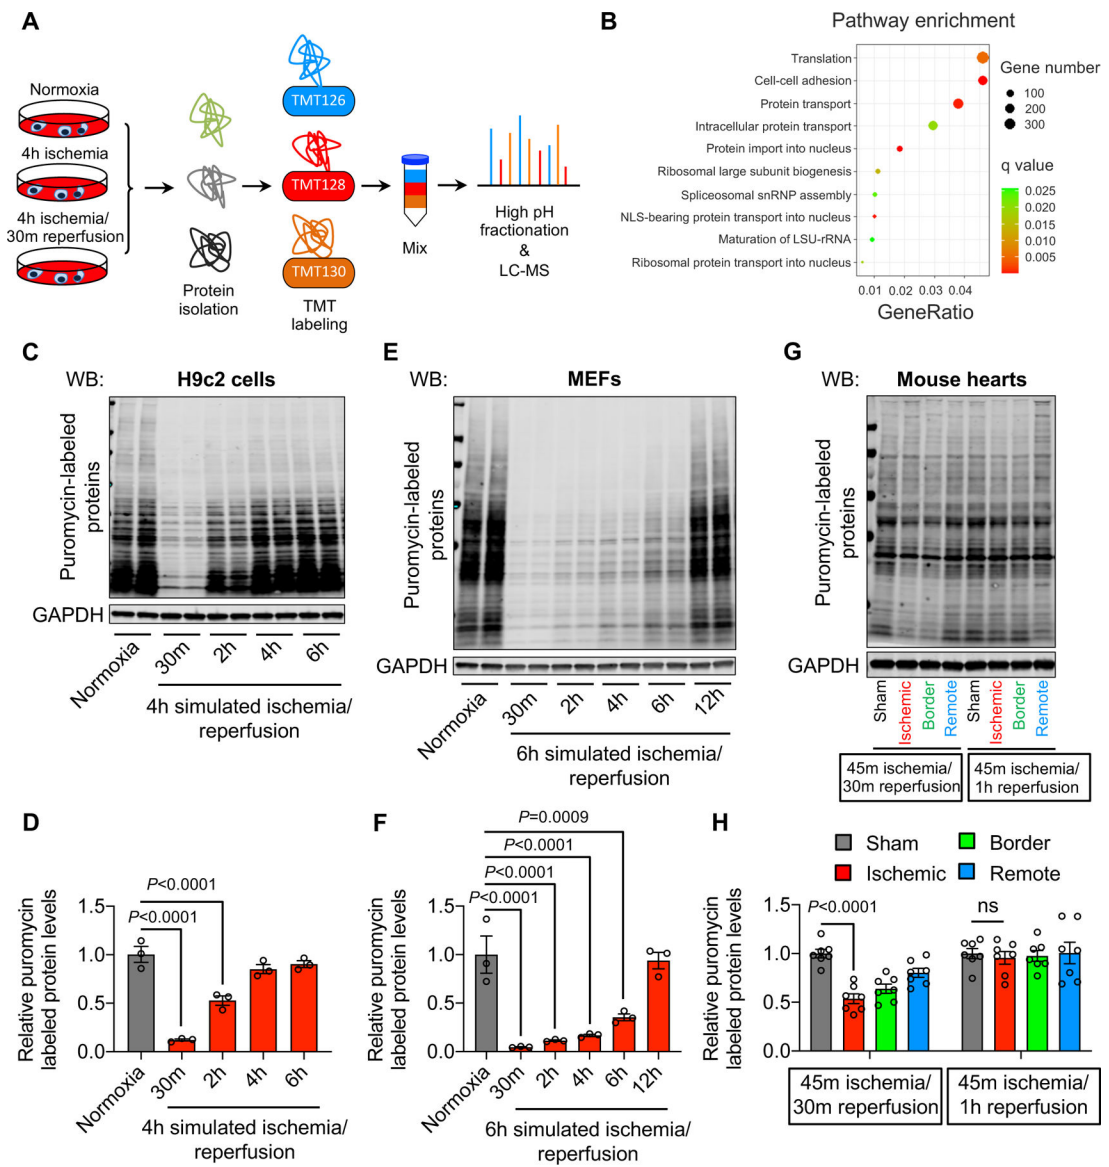 A
Normoxia
4h ischemia
4h ischemia/
30m reperfusion
Protein
isolation
TMT126
TMT128
TMT130
TMT
labeling
Mix
High pH
fractionation
&
LC-MS
B
Pathway enrichment
Translation
Cell-cell adhesion
Protein transport
Intracellular protein transport
Protein import into nucleus
Ribosomal large subunit biogenesis
Spliceosomal snRNP assembly
NLS-bearing protein transport into nucleus
Maturation of LSU-rRNA
Ribosomal protein transport into nucleus
0.01 0.02 0.03 0.04
GeneRatio
Gene number
100
200
300
q value
0.025
0.020
0.015
0.010
0.005
C
WB: H9c2 cells
Puromycin-labeled
proteins
GAPDH
Normoxia
30m
2h
4h
6h
4h simulated ischemia/
reperfusion
E
WB: MEFs
Puromycin-labeled
proteins
GAPDH
Normoxia
30m
2h
4h
6h
12h
6h simulated ischemia/
reperfusion
G
WB: Mouse hearts
Puromycin-labeled
proteins
GAPDH
Sham
Ischemic
Border
Remote
Sham
Ischemic
Border
Remote
45m ischemia/
30m reperfusion
45m ischemia/
1h reperfusion
D
Relative puromycin
labeled protein levels
1.5
1.0
0.5
0.0
P<0.0001
P<0.0001
Normoxia
30m
2h
4h
6h
4h simulated ischemia/
reperfusion
F
Relative puromycin
labeled protein levels
1.5
1.0
0.5
0.0
P=0.0009
P<0.0001
P<0.0001
P<0.0001
Normoxia
30m
2h
4h
6h
12h
6h simulated ischemia/
reperfusion
H
Sham
Ischemic
Border
Remote
Relative puromycin
labeled protein levels
1.5
1.0
0.5
0.0
P<0.0001
ns
45m ischemia/
30m reperfusion
45m ischemia/
1h reperfusion